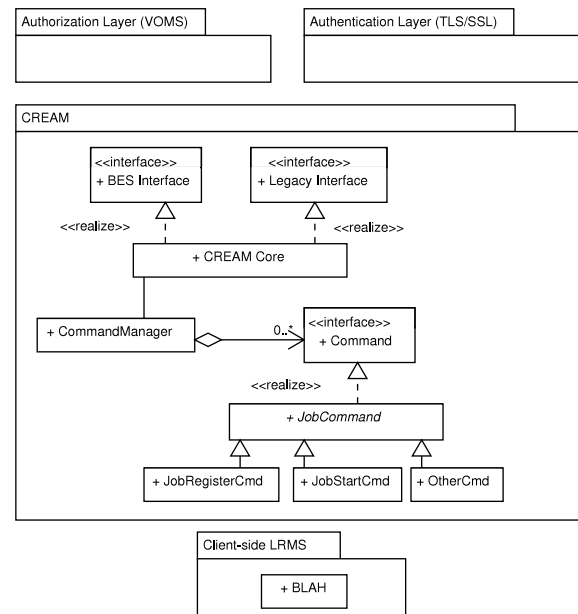 Authorization Layer (VOMS)
Authentication Layer (TLS/SSL)
CREAM
<<interface>>
+ BES Interface
<<interface>>
+ Legacy Interface
<<realize>>
<<realize>>
+ CREAM Core
+ CommandManager
0..*
<<interface>>
+ Command
<<realize>>
+ JobCommand
+ JobRegisterCmd
+ JobStartCmd
+ OtherCmd
Client-side LRMS
+ BLAH